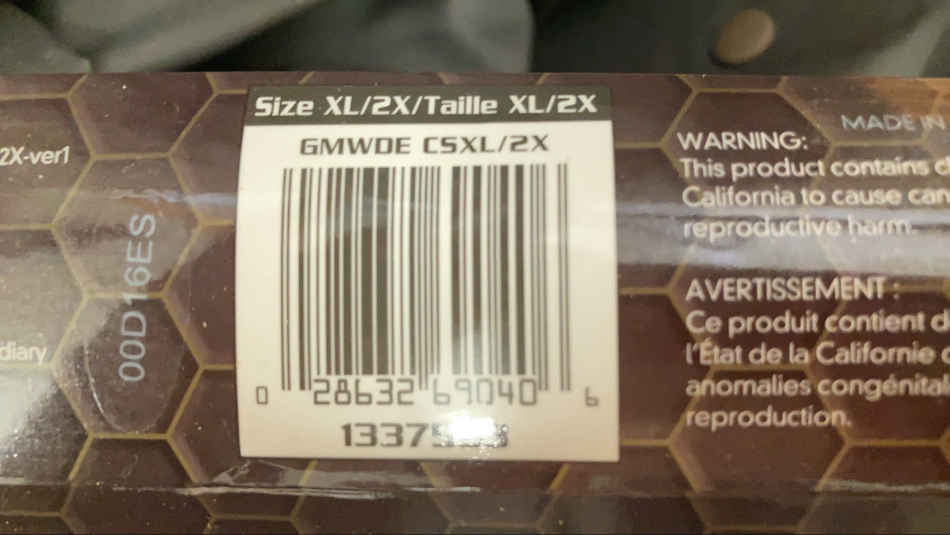 Size XL/2X/Taille XL/2X
GMWDE CSXL/2X
0 28632 69040 6
2X-ver1
00D16ES
diary
MADE IN
WARNING:
This product contains
California to cause
reproductive harm.
AVERTISSEMENT :
Ce produit contient
l'État de la Californie
anomalies
reproduction.